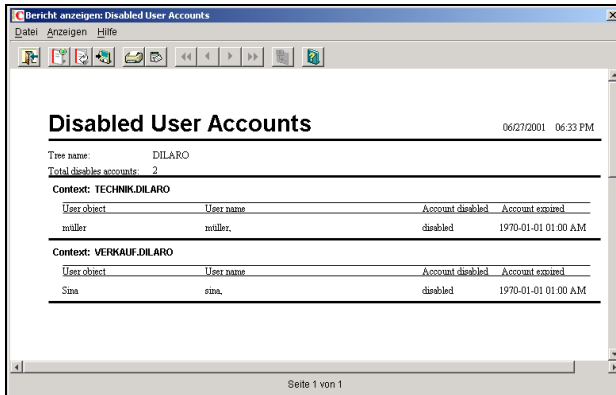 Bericht anzeigen: Disabled User Accounts
Datei Anzeigen Hilfe
Disabled User Accounts 06/27/2001 06:33 PM
Tree name: DILARO
Total disables accounts: 2
Context: TECHNIK.DILARO
User object User name Account disabled Account expired
müller müller, disabled 1970-01-01 01:00 AM
Context: VERKAUF.DILARO
User object User name Account disabled Account expired
Sina sina, disabled 1970-01-01 01:00 AM
Seite 1 von 1